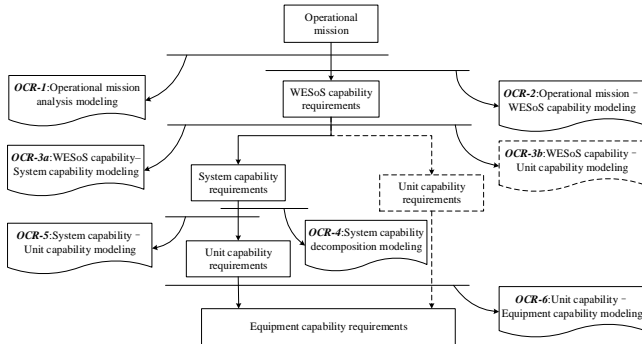 Operational
mission
OCR-1:Operational mission
analysis modeling
WESoS capability
requirements
OCR-2:Operational mission –
WESoS capability modeling
OCR-3a:WESoS capability–
System capability modeling
OCR-3b:WESoS capability –
Unit capability modeling
System capability
requirements
Unit capability
requirements
OCR-5:System capability –
Unit capability modeling
OCR-4:System capability
decomposition modeling
Unit capability
requirements
OCR-6:Unit capability –
Equipment capability modeling
Equipment capability requirements